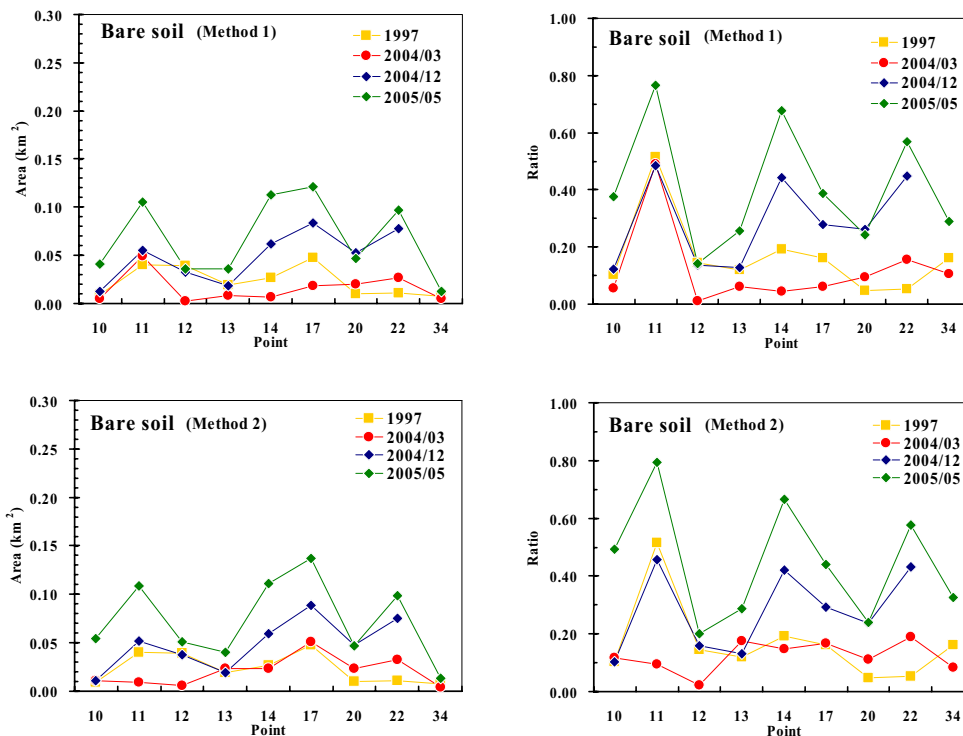 Bare soil (Method 1)
1997
2004/03
2004/12
2005/05
Area (km²)
0.30
0.25
0.20
0.15
0.10
0.05
0.00
10 11 12 13 14 17 20 22 34
Point
Bare soil (Method 1)
1997
2004/03
2004/12
2005/05
Ratio
1.00
0.80
0.60
0.40
0.20
0.00
10 11 12 13 14 17 20 22 34
Point
Bare soil (Method 2)
1997
2004/03
2004/12
2005/05
Area (km²)
0.30
0.25
0.20
0.15
0.10
0.05
0.00
10 11 12 13 14 17 20 22 34
Point
Bare soil (Method 2)
1997
2004/03
2004/12
2005/05
Ratio
1.00
0.80
0.60
0.40
0.20
0.00
10 11 12 13 14 17 20 22 34
Point